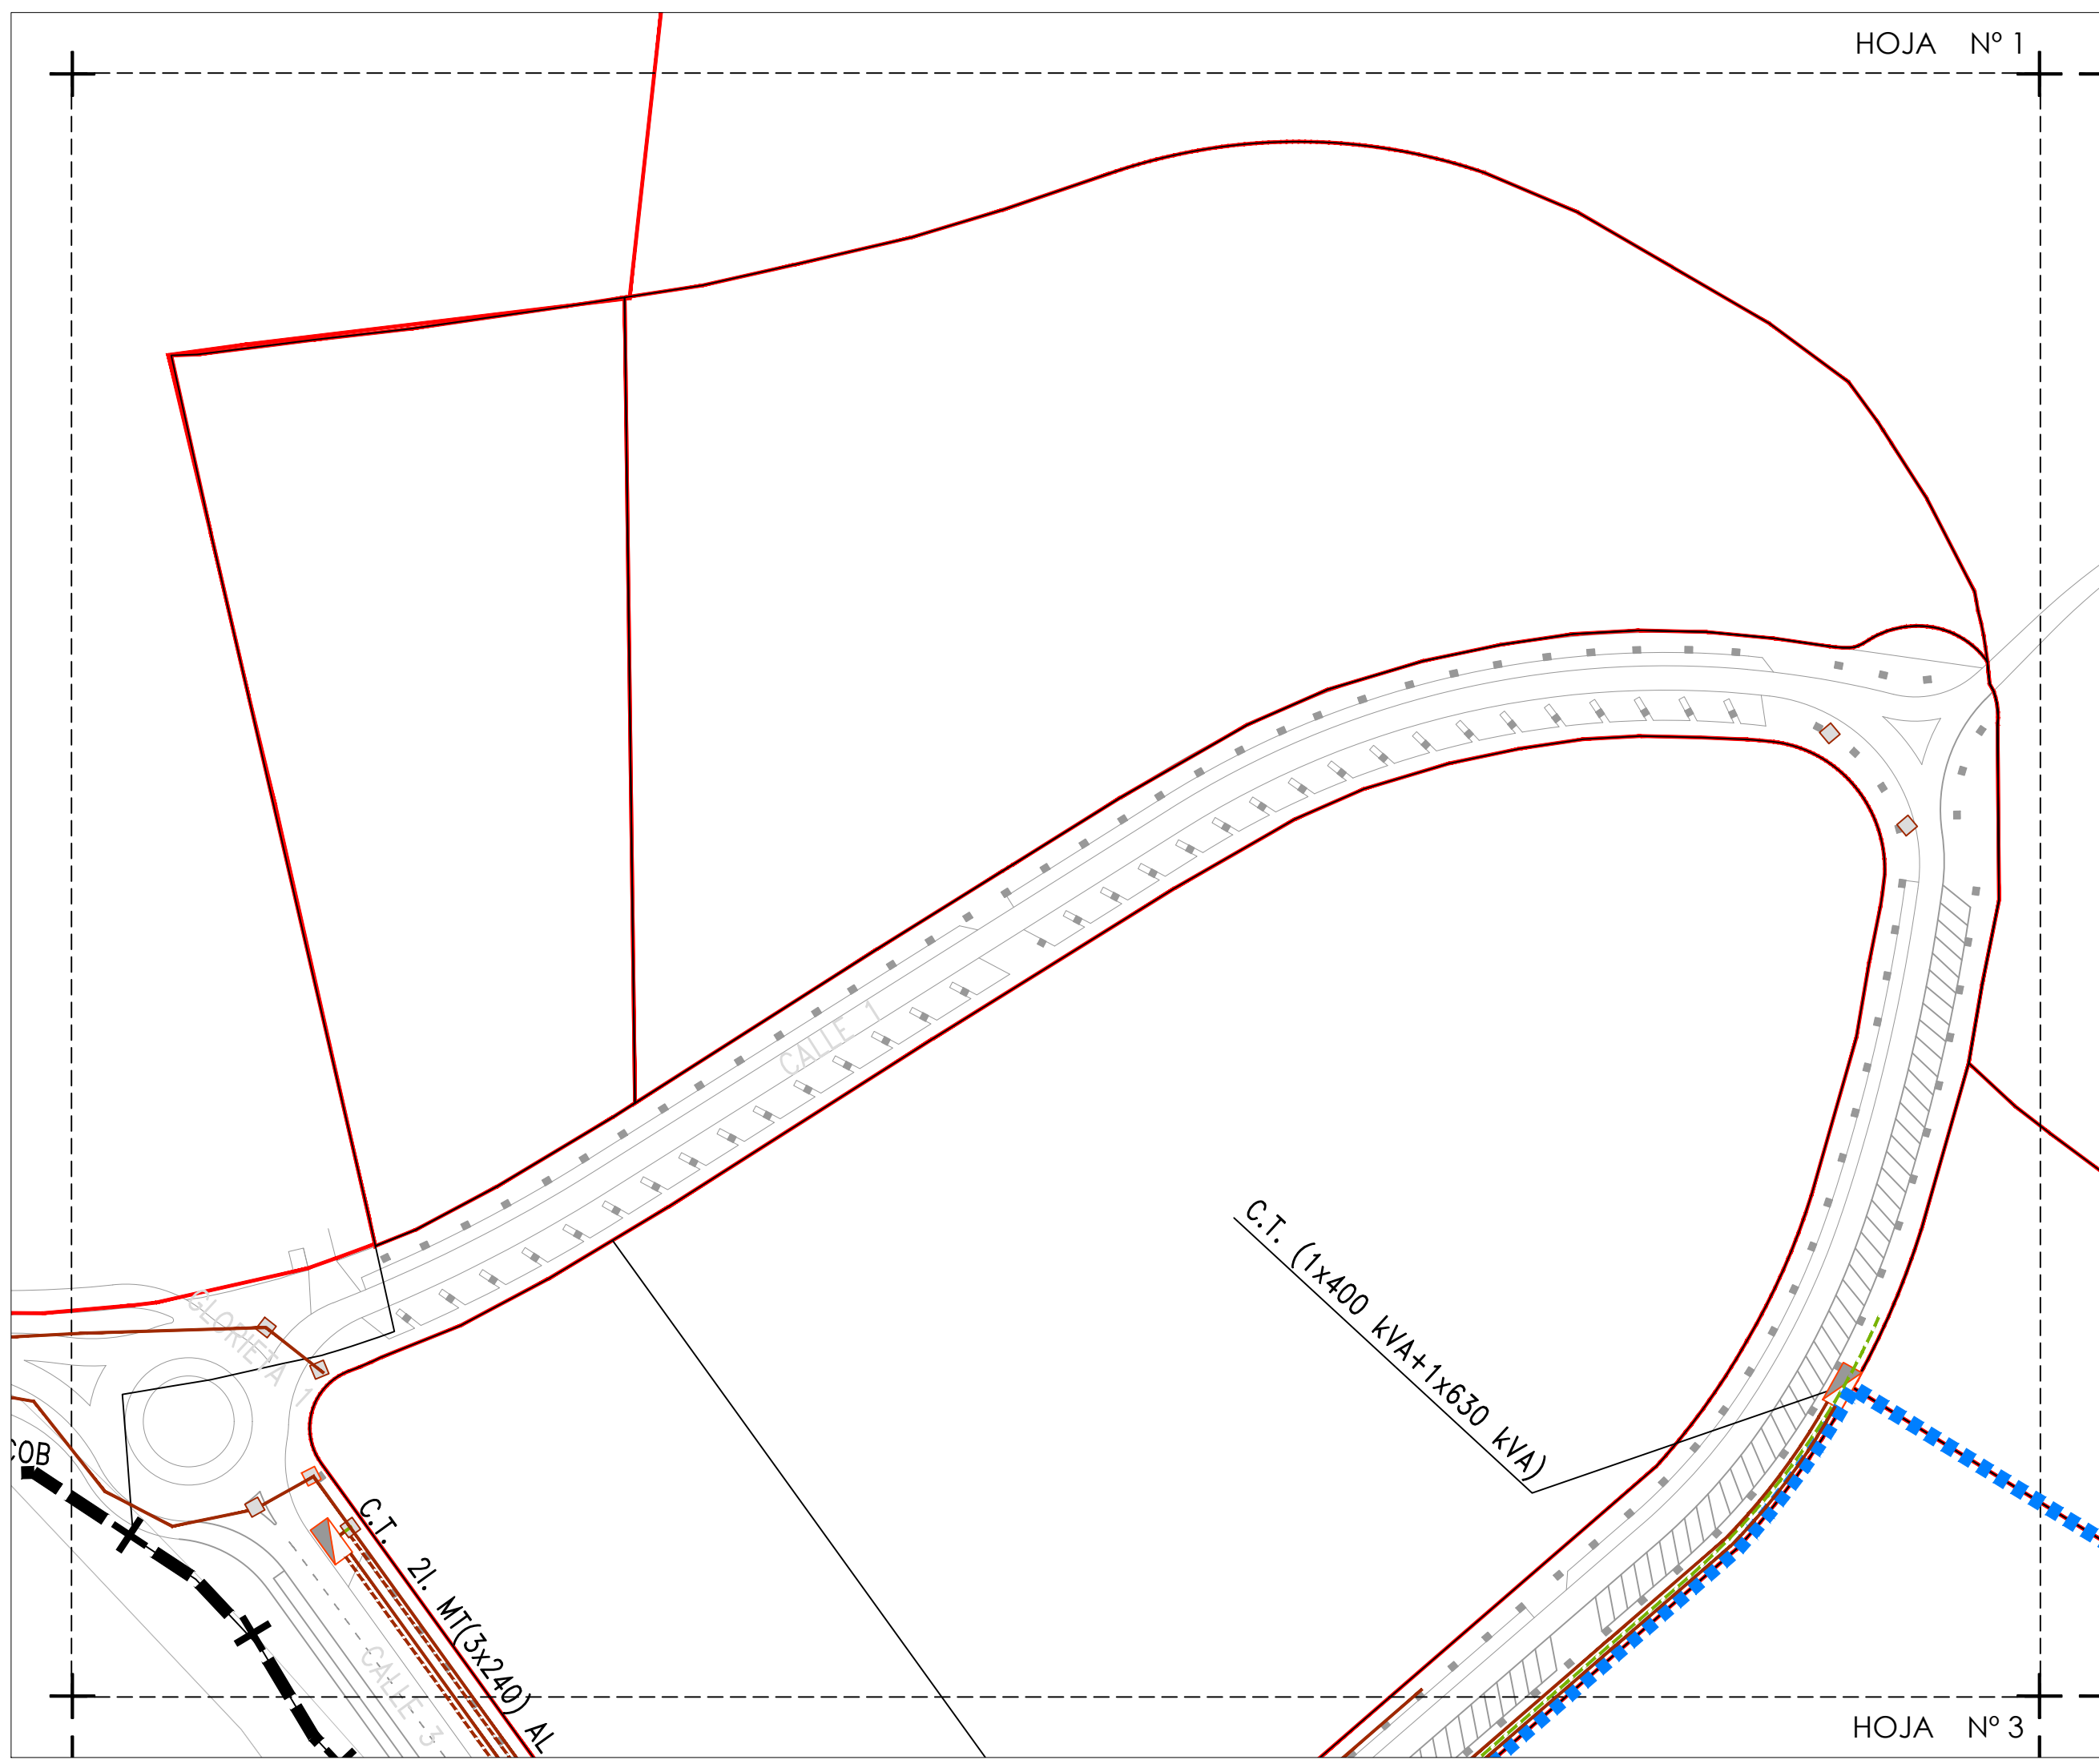 HOJA Nº 1
CALLE 1
C.T. (1x400 kVA+1x630 kVA)
GLORIETA 1
COB
C.T. 2l. MT(3x240) AL
CALLE 3
HOJA Nº 3